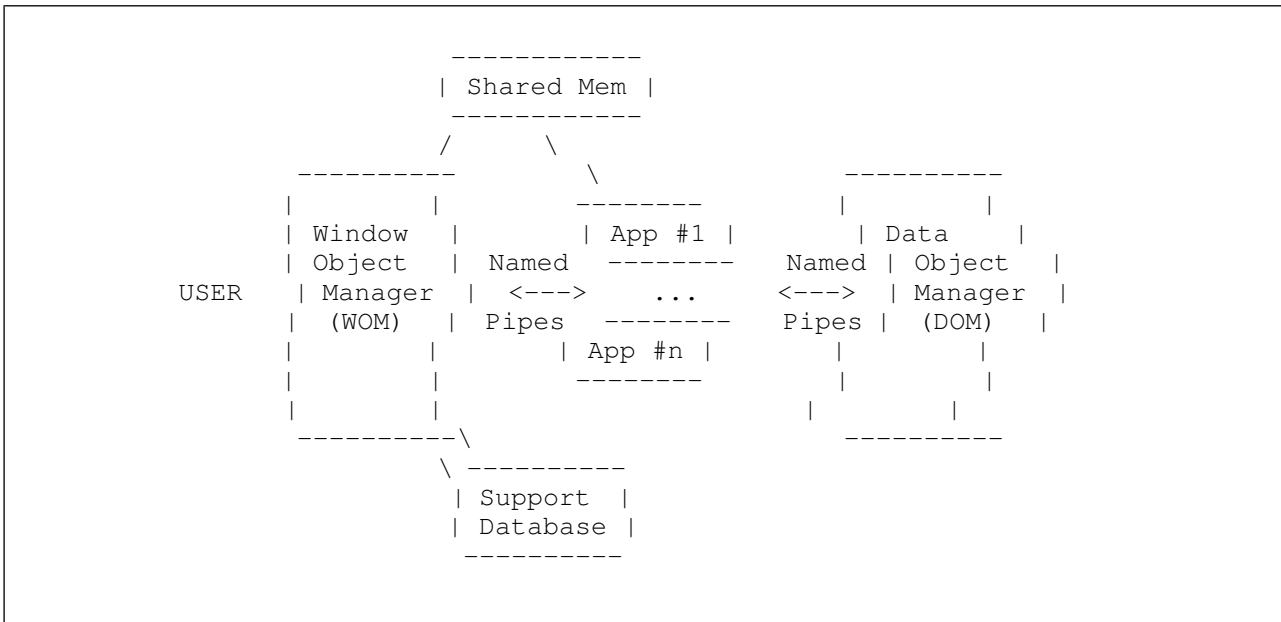 Shared Mem
Window App #1 Data
Object Named Named Object
USER Manager <---> ... <---> Manager
(WOM) Pipes Pipes (DOM)
App #n
Support
Database